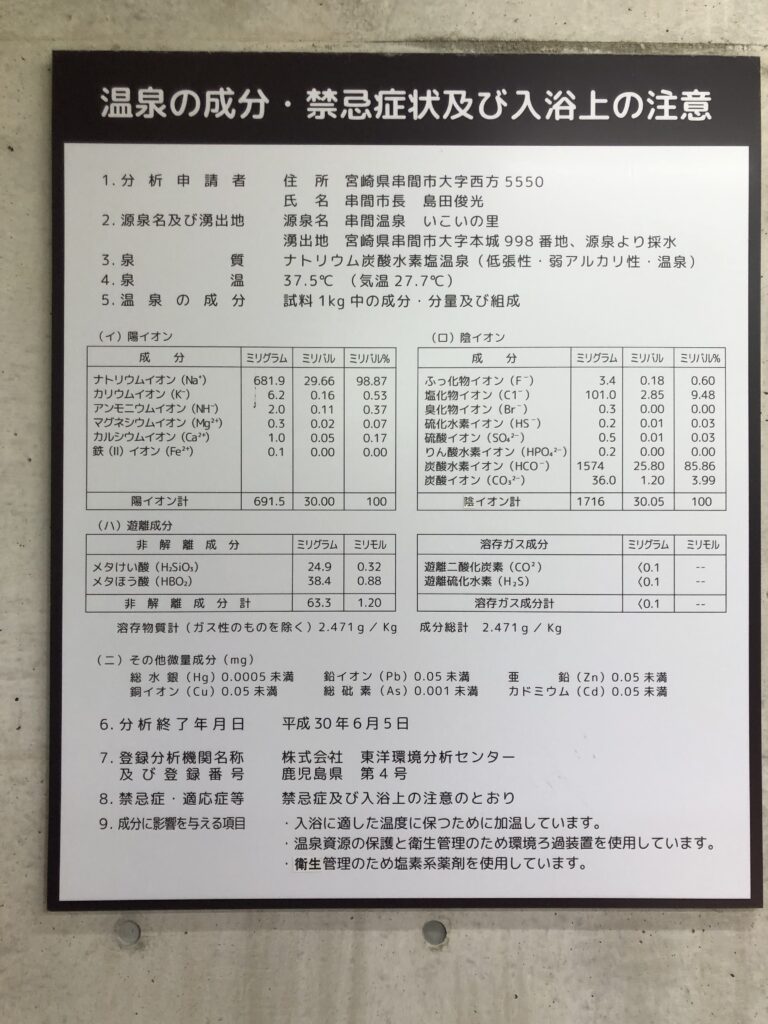 温泉の成分・禁忌症状及び入浴上の注意
1.分析申請者 住所 宮崎県串間市大字西方5550
氏名 串間市長 島田俊光
2.源泉名及び湧出地 源泉名 串間温泉 いこいの里
湧出地 宮崎県串間市大字本城998番地、源泉より採水
3.泉質 ナトリウム炭酸水素塩温泉（低張性・弱アルカリ性・温泉）
4.泉温 37.5℃ （気温27.7℃）
5.温泉の成分 試料1kg中の成分・分量及び組成
（イ）陽イオン
成分 ミリグラム ミリバル ミリバル%
ナトリウムイオン（Na⁺） 681.9 29.66 98.87
カリウムイオン（K⁻） 6.2 0.16 0.53
アンモニウムイオン（NH⁻） 2.0 0.11 0.37
マグネシウムイオン（Mg²⁺） 0.3 0.02 0.07
カルシウムイオン（Ca²⁺） 1.0 0.05 0.17
鉄（II）イオン（Fe²⁺） 0.1 0.00 0.00
陽イオン計 691.5 30.00 100
（ロ）陰イオン
成分 ミリグラム ミリバル ミリバル%
ふっ化物イオン（F⁻） 3.4 0.18 0.60
塩化物イオン（C1⁻） 101.0 2.85 9.48
臭化物イオン（Br⁻） 0.3 0.00 0.00
硫化水素イオン（HS⁻） 0.2 0.01 0.03
硫酸イオン（SO₄²⁻） 0.5 0.01 0.03
りん酸水素イオン（HPO₄²⁻） 0.2 0.00 0.00
炭酸水素イオン（HCO⁻） 1574 25.80 85.86
炭酸イオン（CO₃²⁻） 36.0 1.20 3.99
陰イオン計 1716 30.05 100
（ハ）遊離成分
非解離成分 ミリグラム ミリモル
メタけい酸（H₂SiO₃） 24.9 0.32
メタほう酸（HBO₂） 38.4 0.88
非解離成分計 63.3 1.20
溶存ガス成分 ミリグラム ミリモル
遊離二酸化炭素（CO²） 〈0.1 --
遊離硫化水素（H₂S） 〈0.1 --
溶存ガス成分計 〈0.1 --
溶存物質計（ガス性のものを除く）2.471g／Kg 成分総計 2.471g／Kg
（ニ）その他微量成分（mg）
総水銀（Hg）0.0005未満 鉛イオン（Pb）0.05未満 亜鉛（Zn）0.05未満
銅イオン（Cu）0.05未満 総砒素（As）0.001未満 カドミウム（Cd）0.05未満
6.分析終了年月日 平成30年6月5日
7.登録分析機関名称 株式会社 東洋環境分析センター
及び登録番号 鹿児島県 第4号
8.禁忌症・適応症等 禁忌症及び入浴上の注意のとおり
9.成分に影響を与える項目 ・入浴に適した温度に保つために加温しています。
・温泉資源の保護と衛生管理のため環境ろ過装置を使用しています。
・衛生管理のため塩素系薬剤を使用しています。